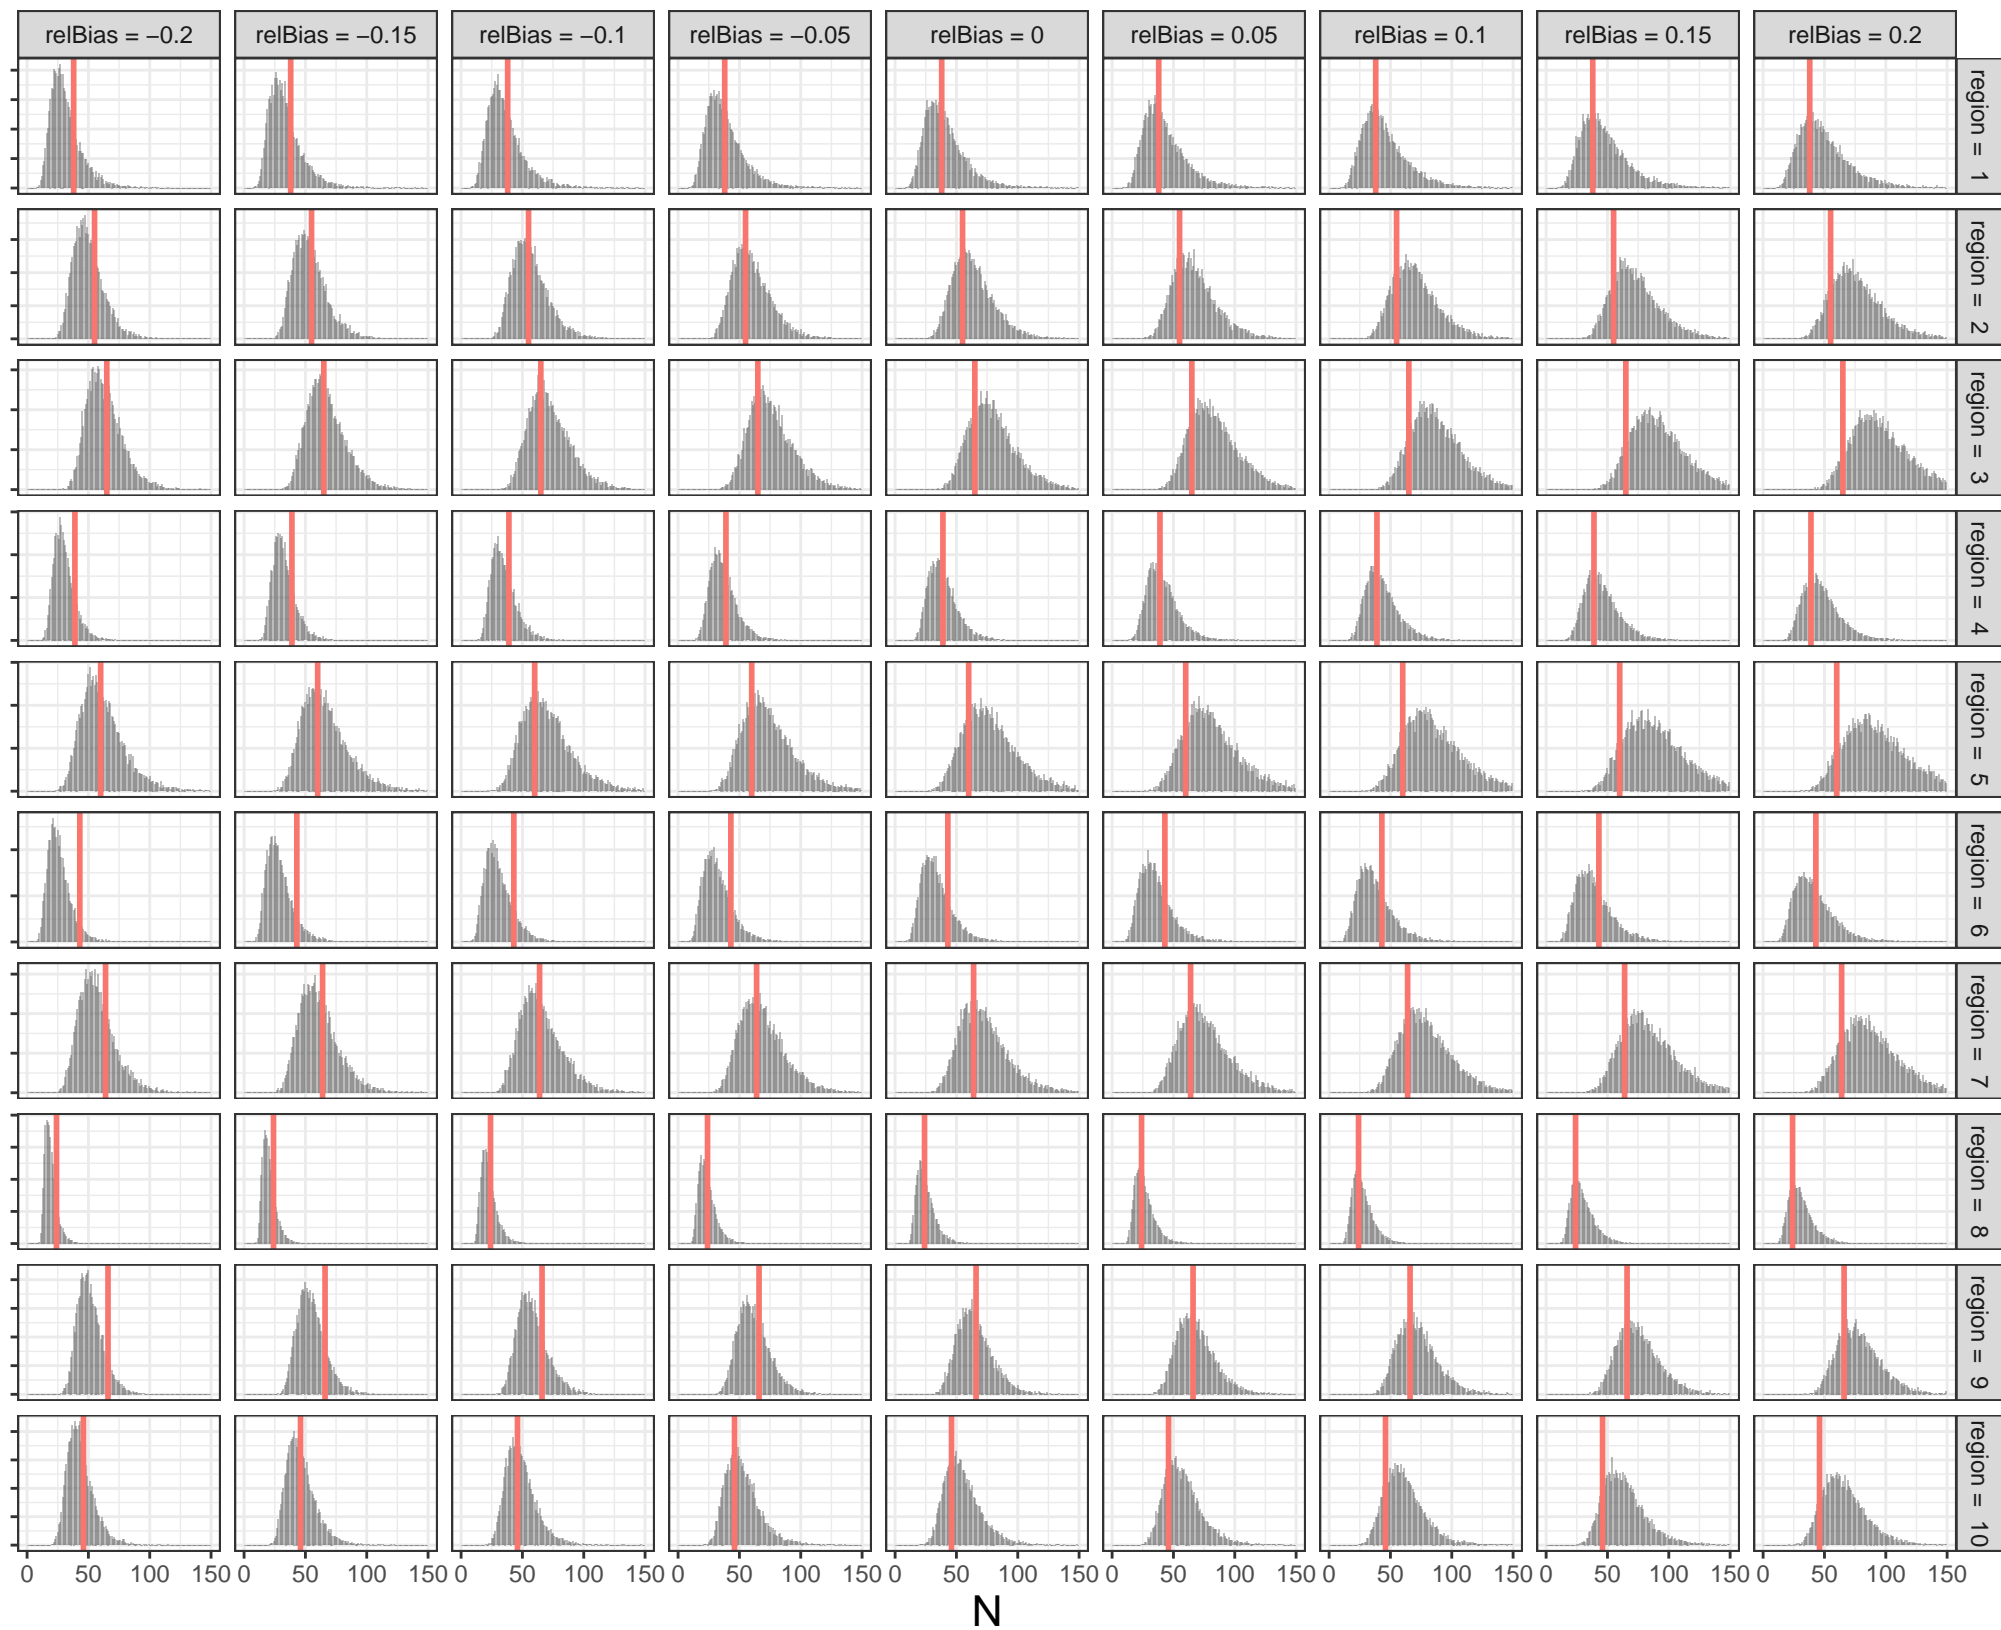 relBias = −0.2 relBias = −0.15 relBias = −0.1 relBias = −0.05 relBias = 0 relBias = 0.05 relBias = 0.1 relBias = 0.15 relBias = 0.2
region = 1
region = 2
region = 3
region = 4
region = 5
region = 6
region = 7
region = 8
region = 9
region = 10
0 50 100 150 0 50 100 150 0 50 100 150 0 50 100 150 0 50 100 150 0 50 100 150 0 50 100 150 0 50 100 150 0 50 100 150
N